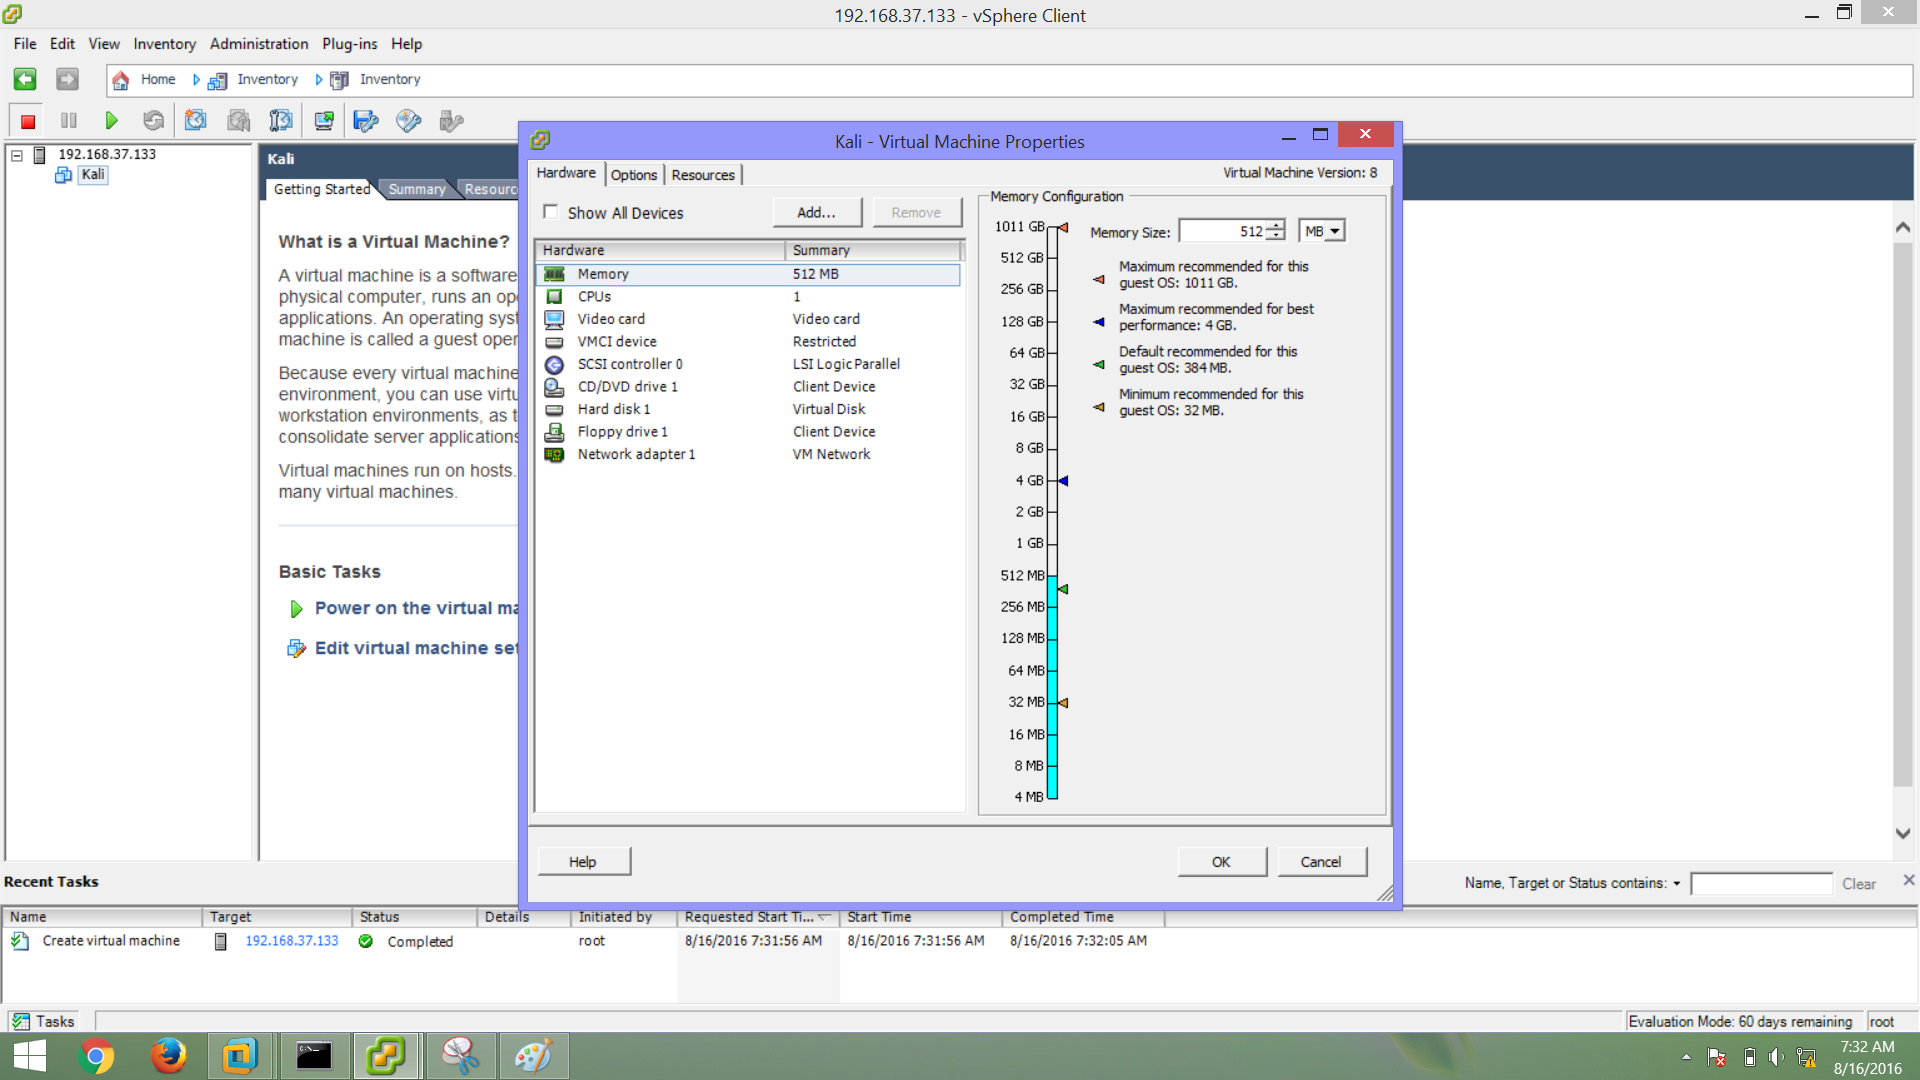 192.168.37.133 - vSphere Client
File Edit View Inventory Administration Plug-ins Help
Home Inventory Inventory
192.168.37.133
Kali
Kali
Getting Started Summary Resourc
What is a Virtual Machine?
A virtual machine is a software
physical computer, runs an ope
applications. An operating syst
machine is called a guest oper
Because every virtual machine
environment, you can use virtu
workstation environments, as t
consolidate server applications
Virtual machines run on hosts.
many virtual machines.
Basic Tasks
Power on the virtual ma
Edit virtual machine set
Kali - Virtual Machine Properties
Hardware Options Resources
Virtual Machine Version: 8
Show All Devices
Add...
Remove
Hardware Summary
Memory 512 MB
CPUs 1
Video card Video card
VMCI device Restricted
SCSI controller 0 LSI Logic Parallel
CD/DVD drive 1 Client Device
Hard disk 1 Virtual Disk
Floppy drive 1 Client Device
Network adapter 1 VM Network
Memory Configuration
1011 GB
512 GB
256 GB
128 GB
64 GB
32 GB
16 GB
8 GB
4 GB
2 GB
1 GB
512 MB
256 MB
128 MB
64 MB
32 MB
16 MB
8 MB
4 MB
Memory Size: 512 MB
Maximum recommended for this
guest OS: 1011 GB.
Maximum recommended for best
performance: 4 GB.
Default recommended for this
guest OS: 384 MB.
Minimum recommended for this
guest OS: 32 MB.
Help
OK
Cancel
Recent Tasks
Name, Target or Status contains:
Clear
Name Target Status Details Initiated by Requested Start Ti... Start Time Completed Time
Create virtual machine 192.168.37.133 Completed root 8/16/2016 7:31:56 AM 8/16/2016 7:31:56 AM 8/16/2016 7:32:05 AM
Tasks
Evaluation Mode: 60 days remaining root
7:32 AM
8/16/2016